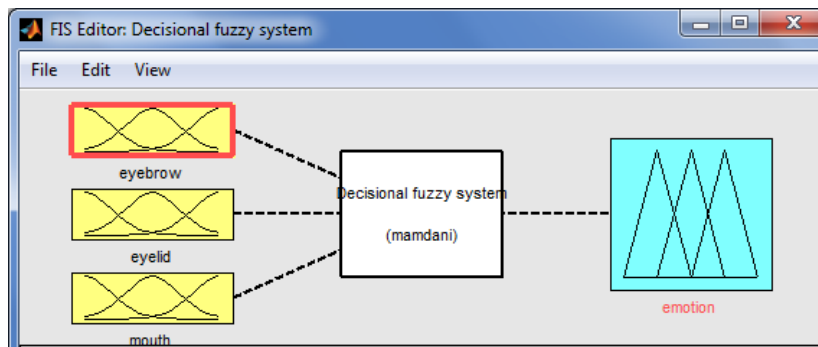 FIS Editor: Decisional fuzzy system
File Edit View
eyebrow
eyelid
mouth
Decisional fuzzy system
(mamdani)
emotion